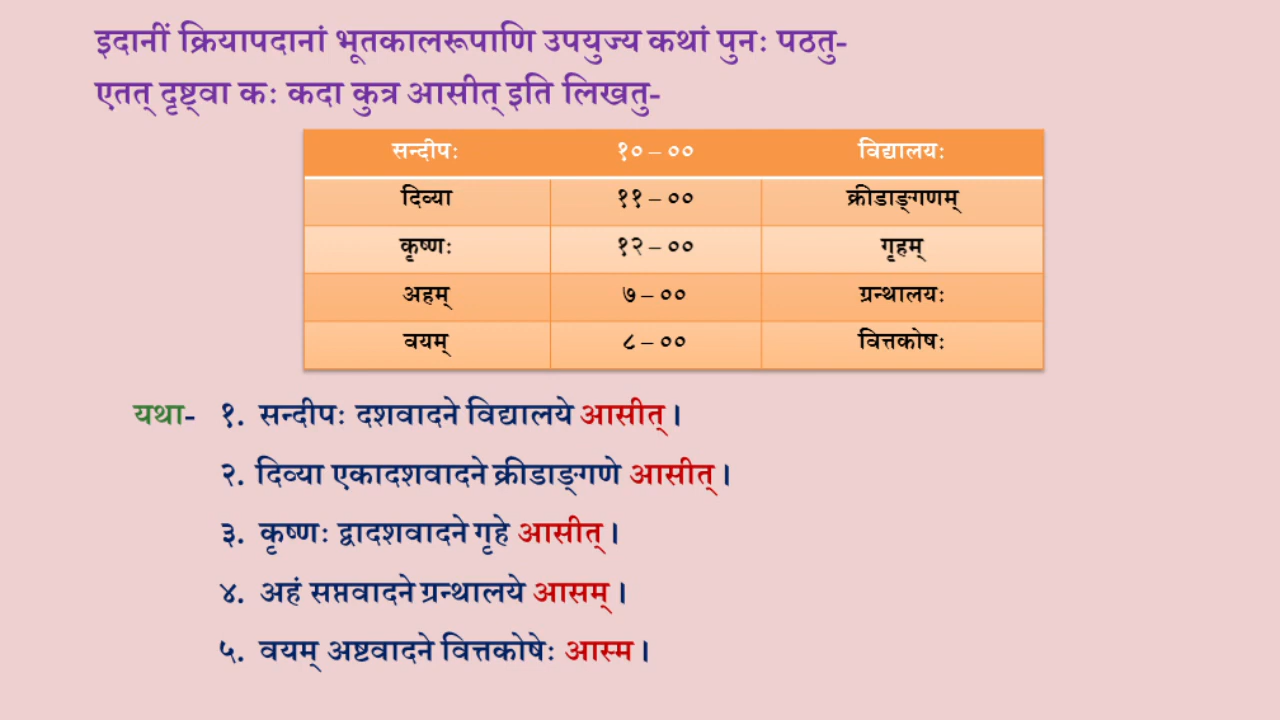 इदानीं क्रियापदानां भूतकालरूपाणि उपयुज्य कथां पुनः पठतु-
एतत् दृष्ट्वा कः कदा कुत्र आसीत् इति लिखतु-
सन्दीपः १० – ०० विद्यालयः
दिव्या ११ – ०० क्रीडाङ्गणम्
कृष्णः १२ – ०० गृहम्
अहम् ७ – ०० ग्रन्थालयः
वयम् ८ – ०० वित्तकोषः
यथा- १. सन्दीपः दशवादने विद्यालये आसीत् ।
२. दिव्या एकादशवादने क्रीडाङ्गणे आसीत् ।
३. कृष्णः द्वादशवादने गृहे आसीत् ।
४. अहं सप्तवादने ग्रन्थालये आसम् ।
५. वयम् अष्टवादने वित्तकोषेः आस्म ।